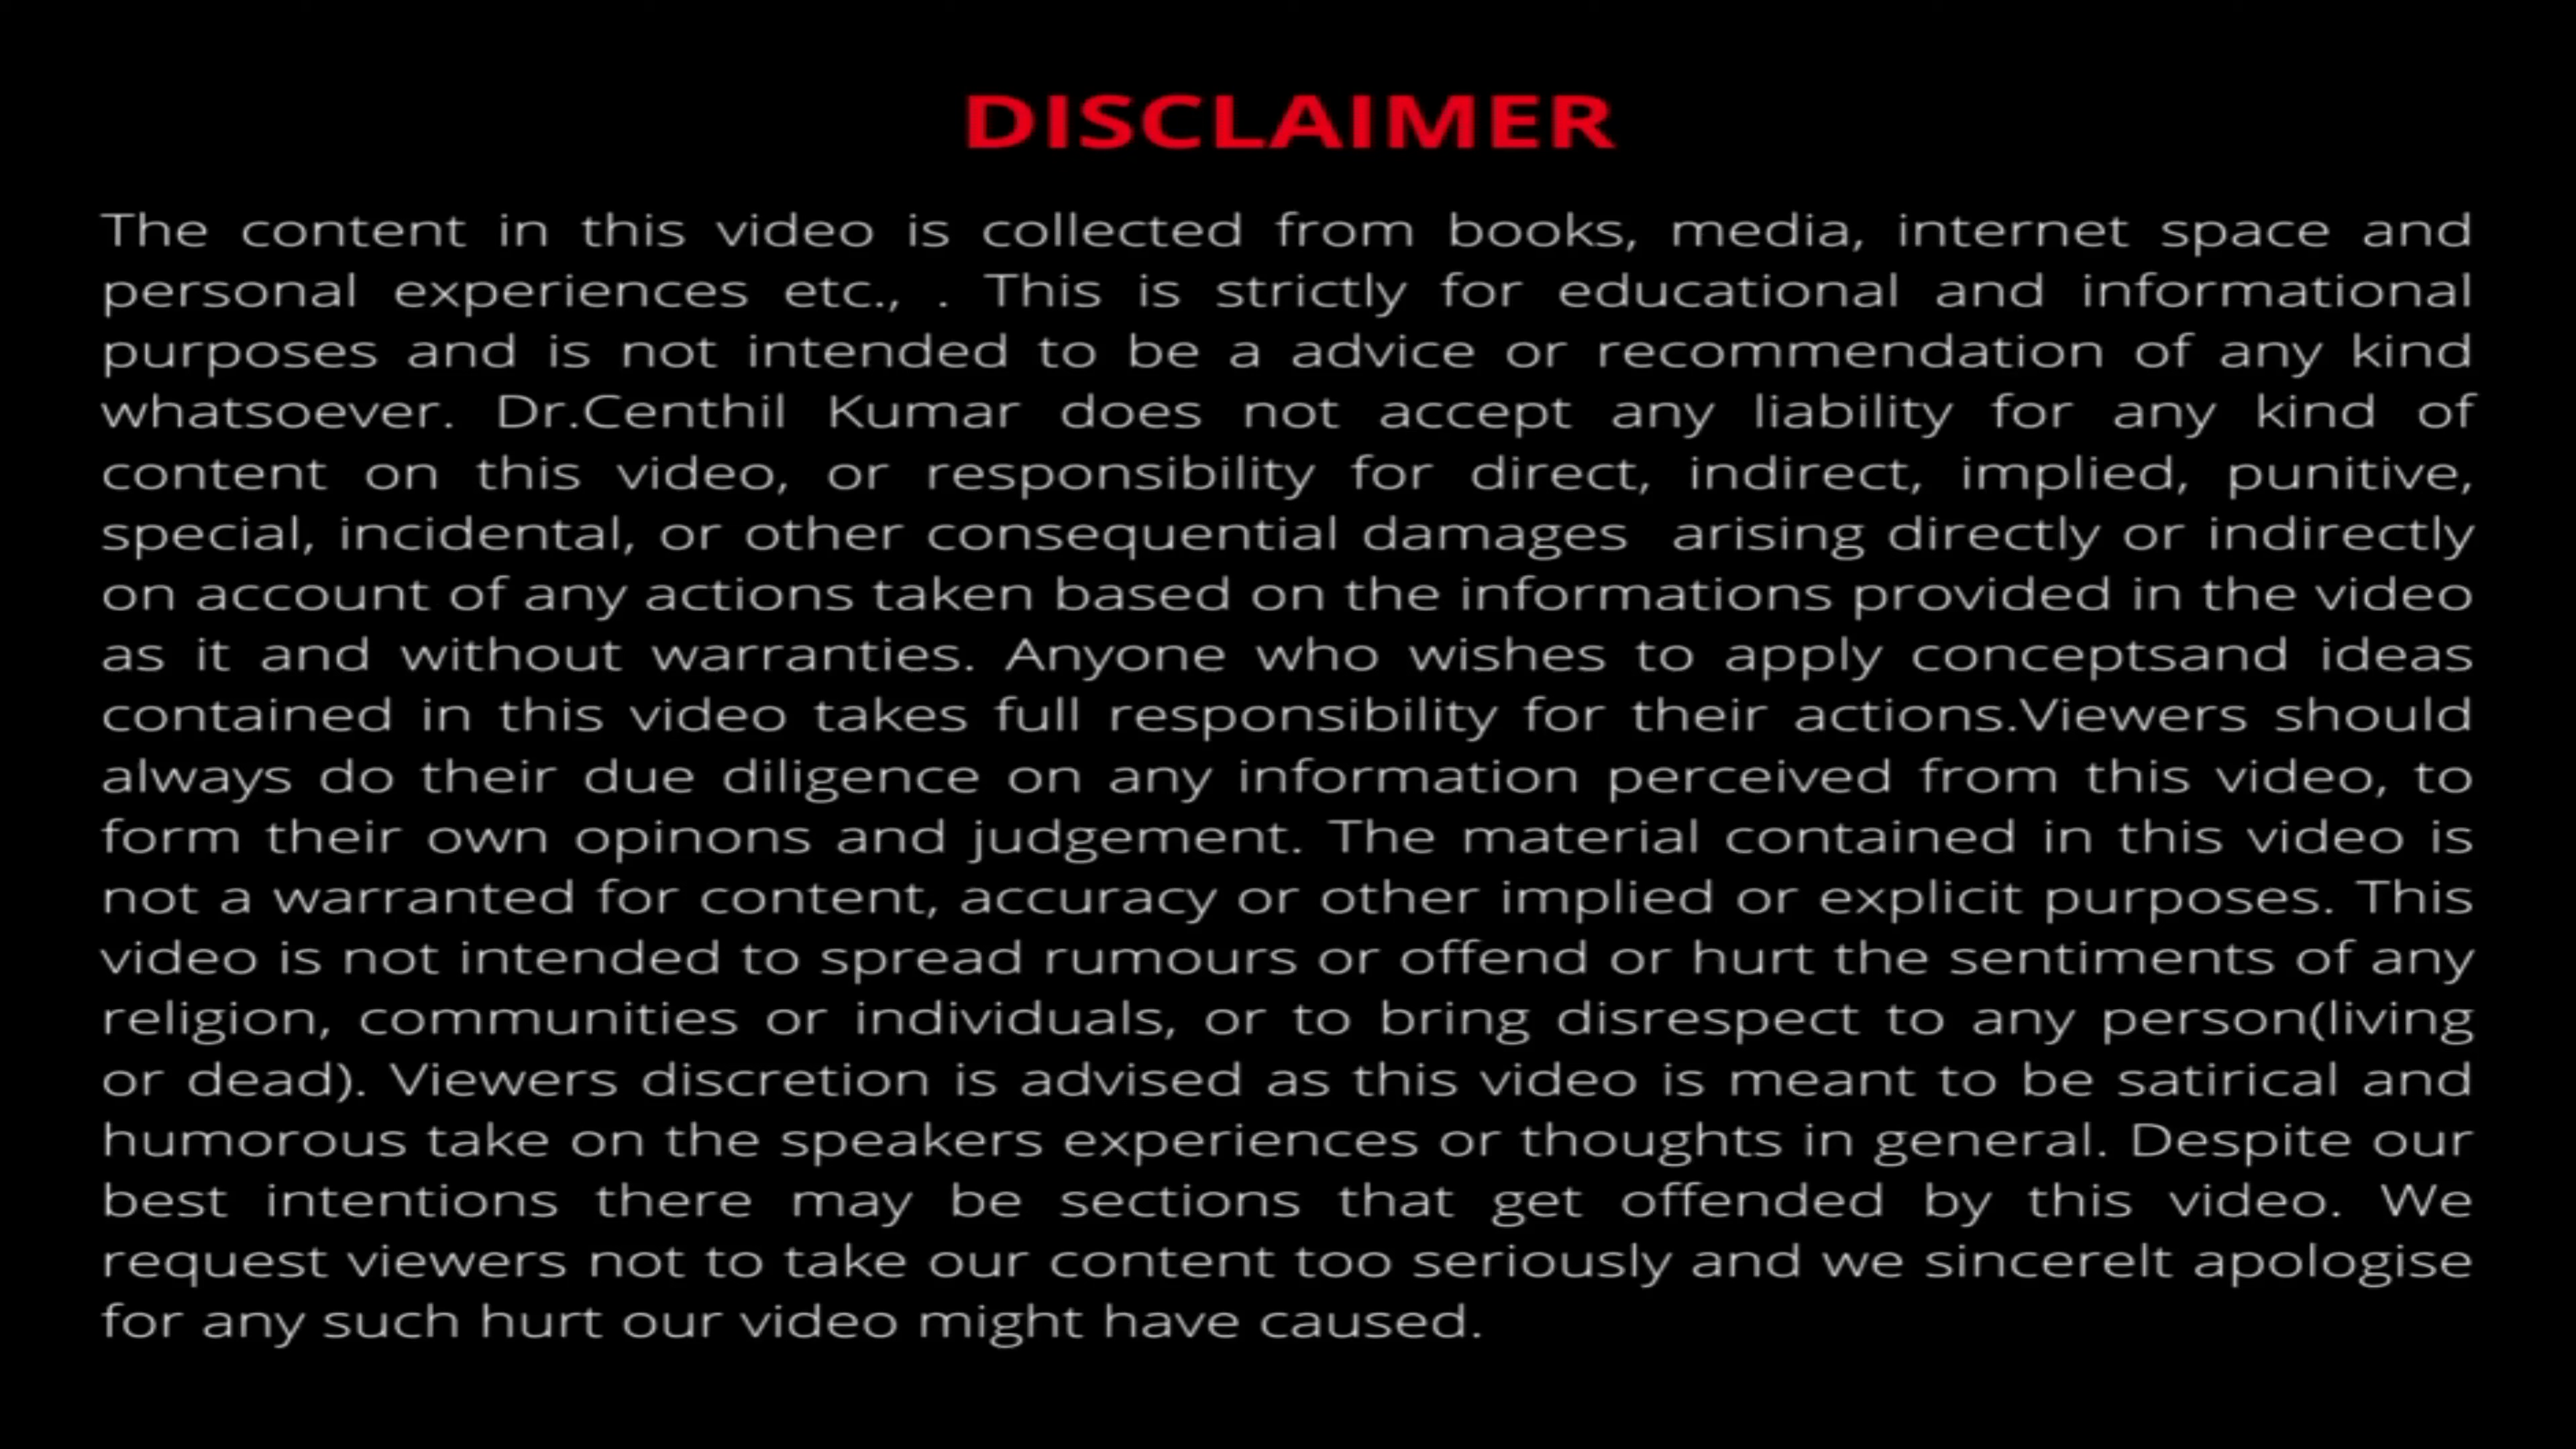 DISCLAIMER
The content in this video is collected from books, media, internet space and
personal experiences etc., . This is strictly for educational and informational
purposes and is not intended to be a advice or recommendation of any kind
whatsoever. Dr.Centhil Kumar does not accept any liability for any kind of
content on this video, or responsibility for direct, indirect, implied, punitive,
special, incidental, or other consequential damages arising directly or indirectly
on account of any actions taken based on the informations provided in the video
as it and without warranties. Anyone who wishes to apply conceptsand ideas
contained in this video takes full responsibility for their actions.Viewers should
always do their due diligence on any information perceived from this video, to
form their own opinons and judgement. The material contained in this video is
not a warranted for content, accuracy or other implied or explicit purposes. This
video is not intended to spread rumours or offend or hurt the sentiments of any
religion, communities or individuals, or to bring disrespect to any person(living
or dead). Viewers discretion is advised as this video is meant to be satirical and
humorous take on the speakers experiences or thoughts in general. Despite our
best intentions there may be sections that get offended by this video. We
request viewers not to take our content too seriously and we sincerelt apologise
for any such hurt our video might have caused.